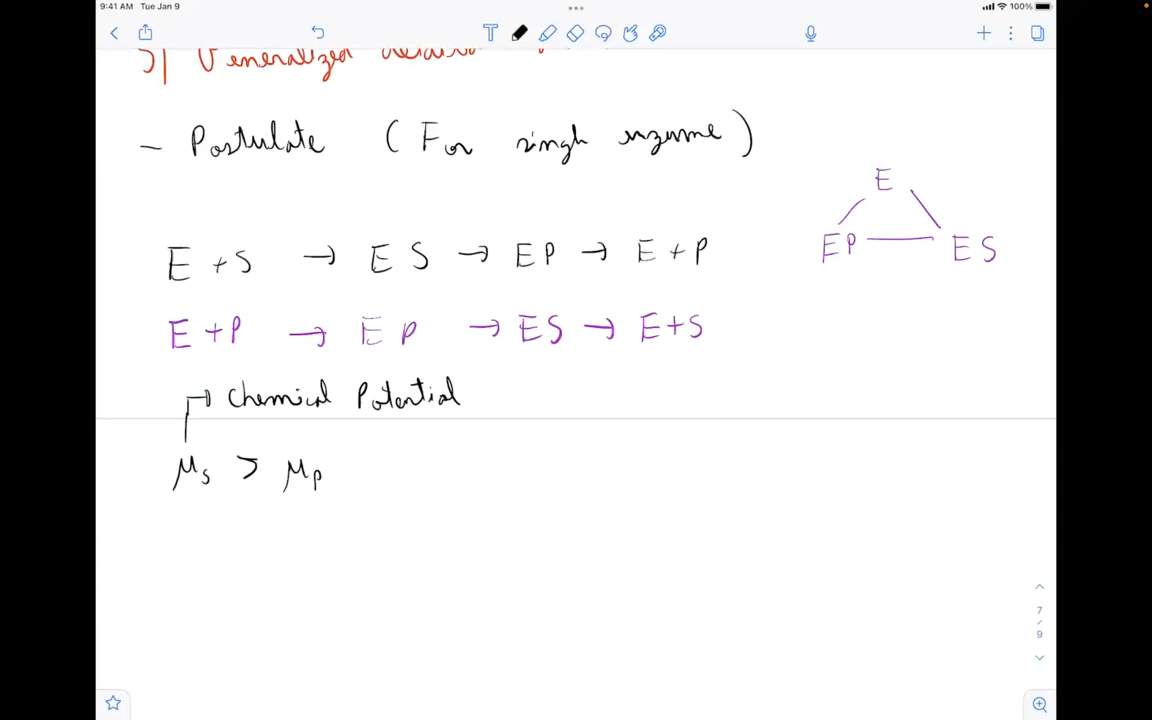 9:41 AM Tue Jan 9
100%
5) Generalized
- Postulate (For single enzyme)
E
EP ES
E + S → ES → EP → E + P
E + P → EP → ES → E + S
Chemical Potential
μs > μp
7
9